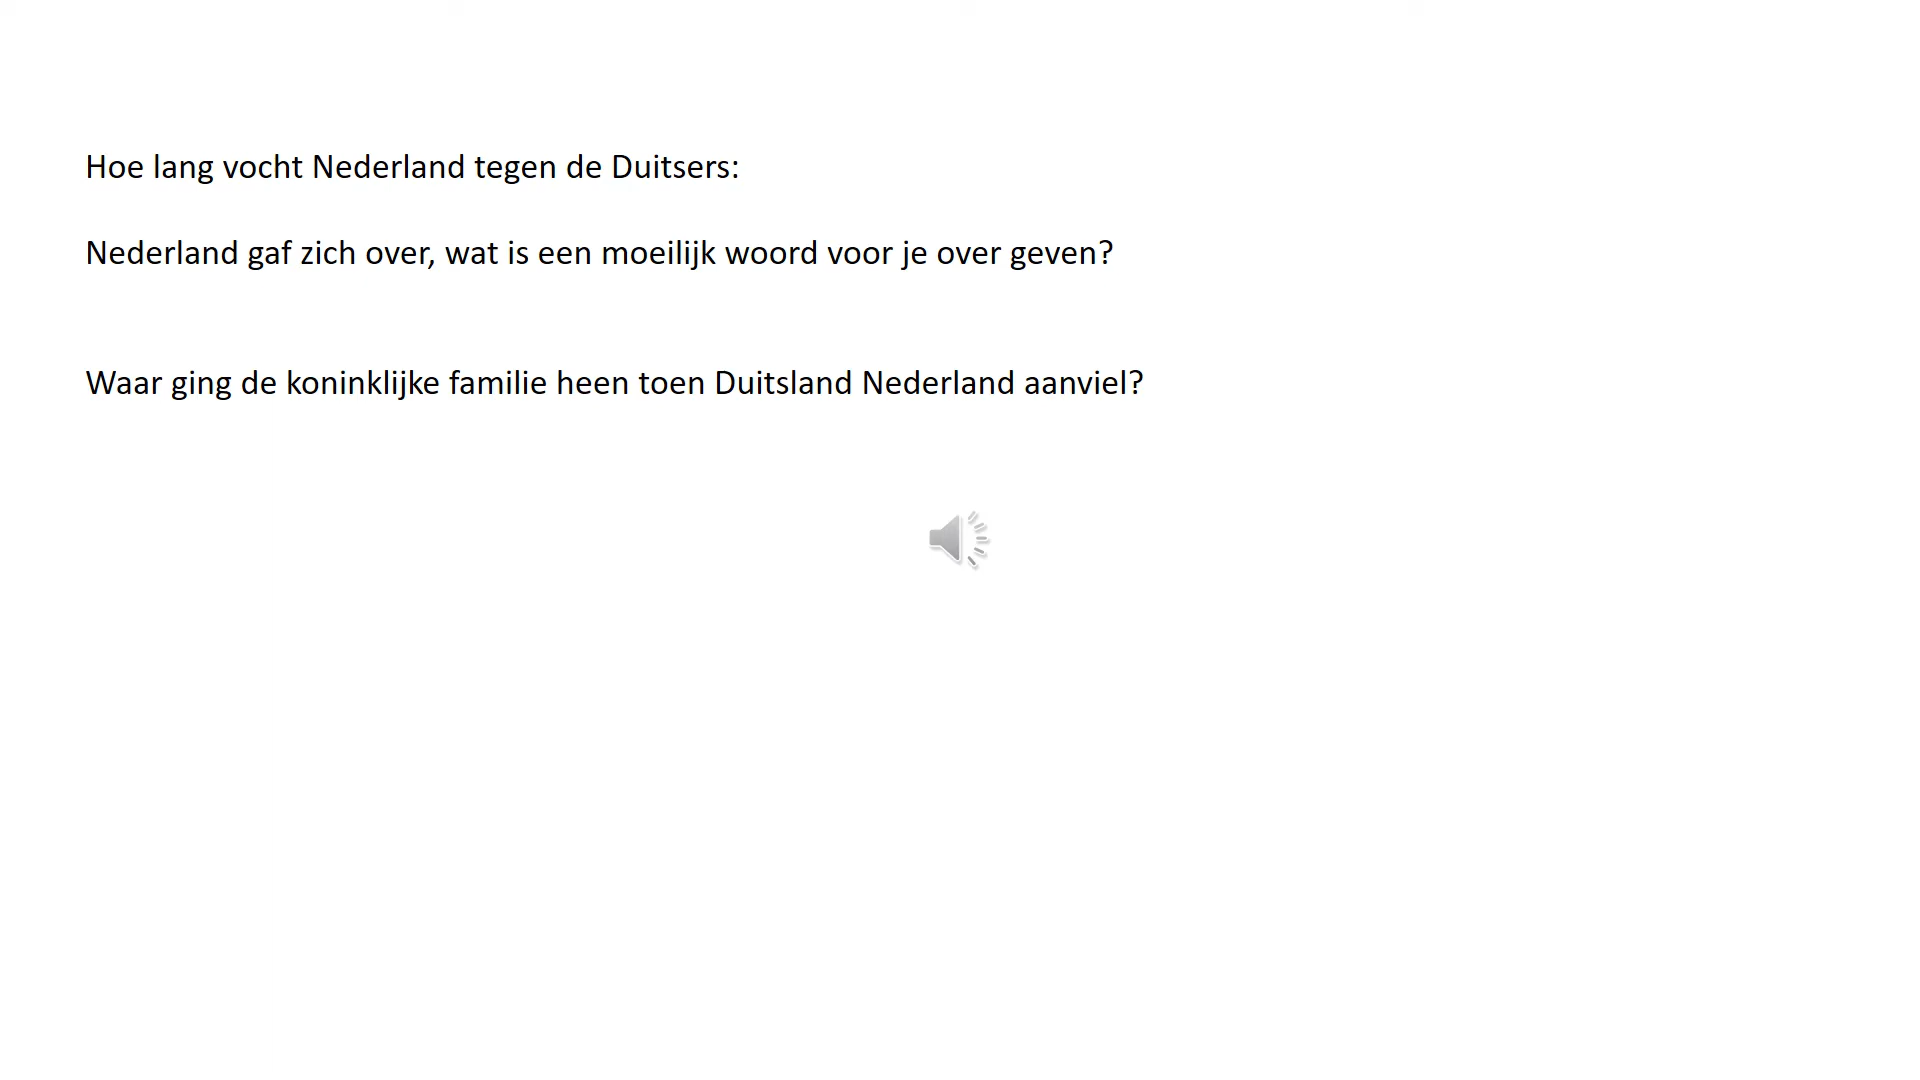 Hoe lang vocht Nederland tegen de Duitsers:
Nederland gaf zich over, wat is een moeilijk woord voor je over geven?
Waar ging de koninklijke familie heen toen Duitsland Nederland aanviel?